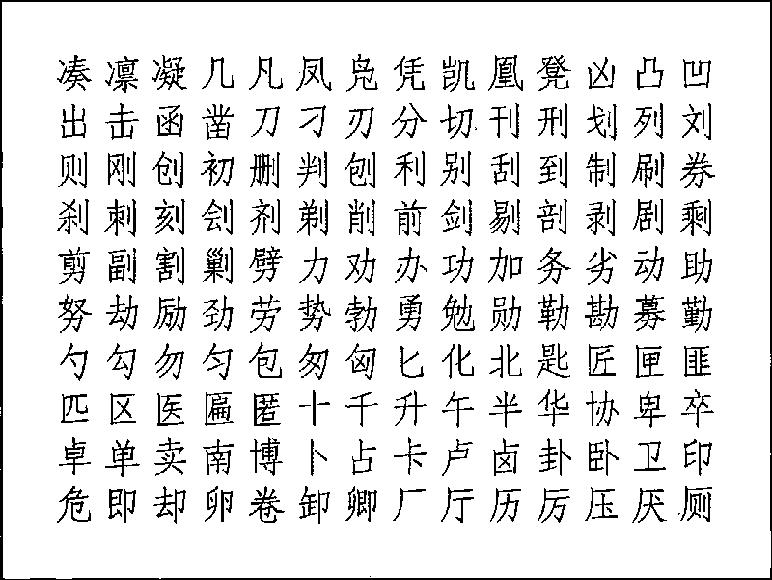 凑凛凝几凡凤凫凭凯凰凳凶凸凹
出击函凿刀刁刃分切刊刑划列刘
则刚创初删判刨利别刮到制刷券
刹刺刻刽剂剃削前剑剔剖剥剧剩
剪副割剿劈力劝办功加务劣动助
努劫励劲劳势勃勇勉勋勒勘募勤
勺勾勿匀包匆匈匕化北匙匠匣匪
匹区医匾匿十千升午半华协卑卒
卓单卖南博卜占卡卢卤卦卧卫印
危即却卵卷卸卿厂厅历厉压厌厕